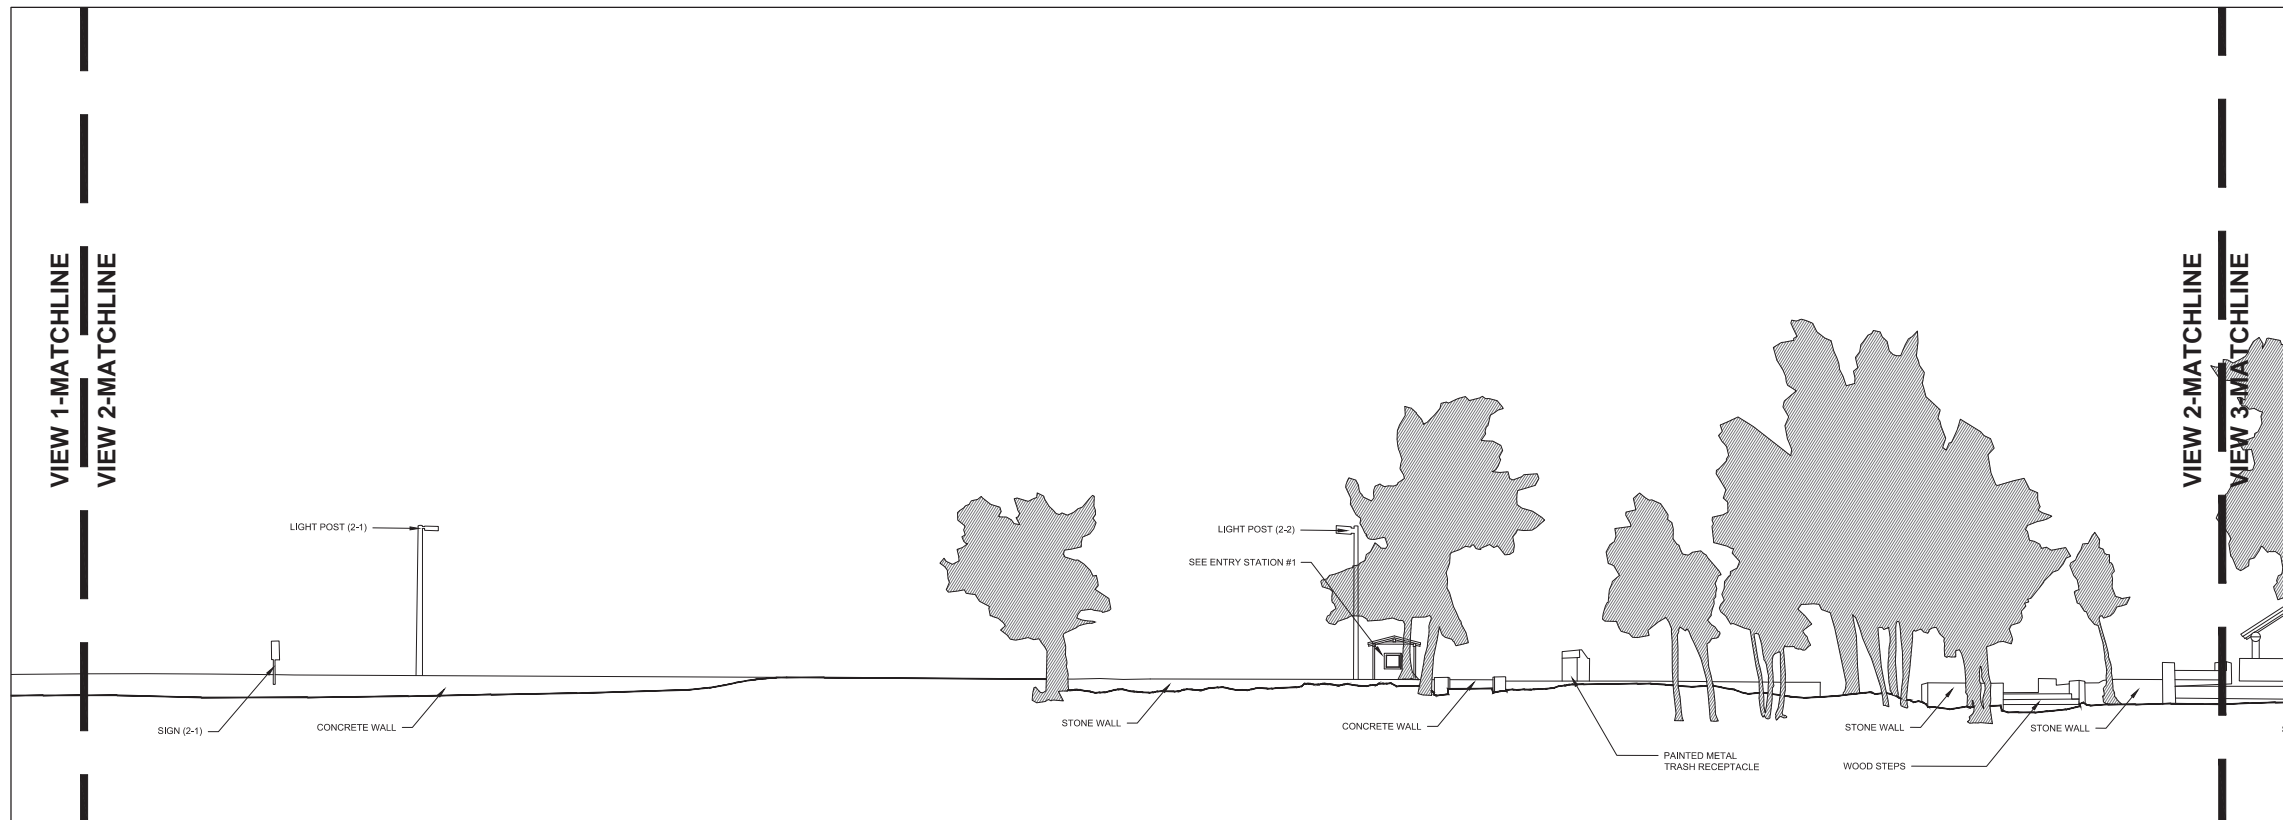 VIEW 1-MATCHLINE
VIEW 2-MATCHLINE
VIEW 2-MATCHLINE
VIEW 3-MATCHLINE
LIGHT POST (2-1)
LIGHT POST (2-2)
SEE ENTRY STATION #1
SIGN (2-1)
CONCRETE WALL
STONE WALL
CONCRETE WALL
PAINTED METAL
TRASH RECEPTACLE
STONE WALL
WOOD STEPS
STONE WALL